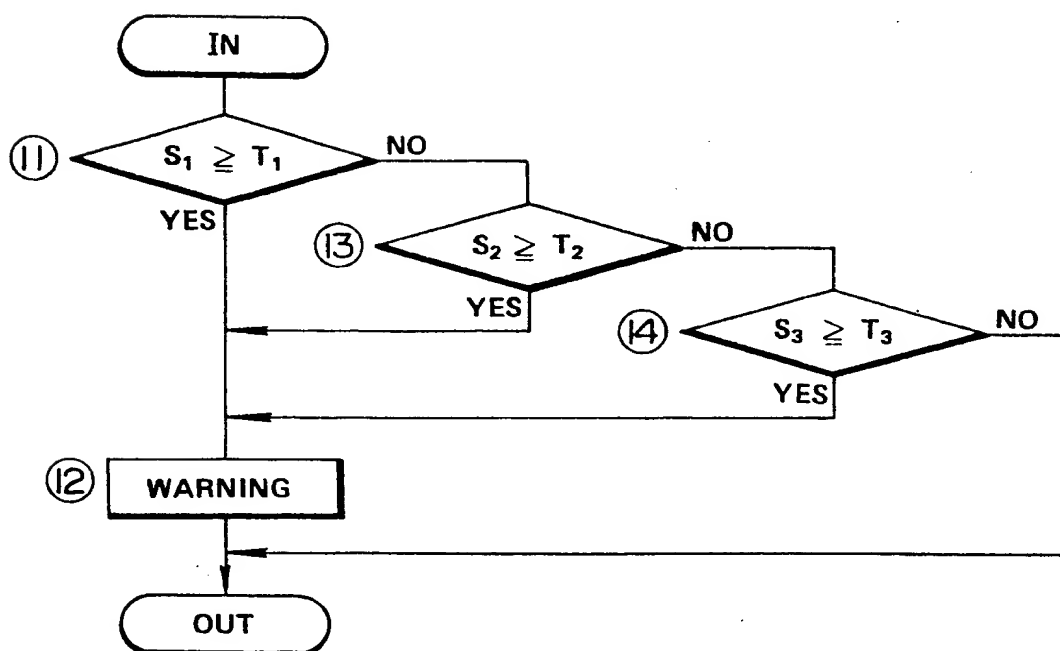 IN
⑪
S₁ ≧ T₁
NO
YES
⑬
S₂ ≧ T₂
NO
YES
⑭
S₃ ≧ T₃
NO
YES
⑫
WARNING
OUT